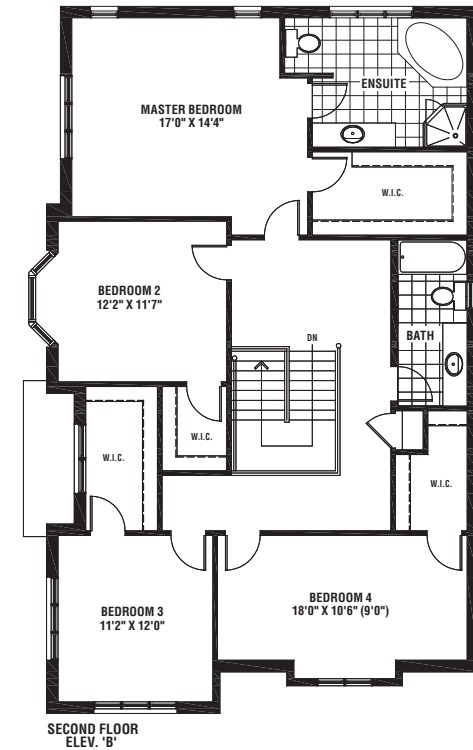 ENSUITE
MASTER BEDROOM
17'0" X 14'4"
W.I.C.
BEDROOM 2
12'2" X 11'7"
DN
BATH
W.I.C.
W.I.C.
W.I.C.
BEDROOM 3
11'2" X 12'0"
BEDROOM 4
18'0" X 10'6" (9'0")
SECOND FLOOR
ELEV. 'B'